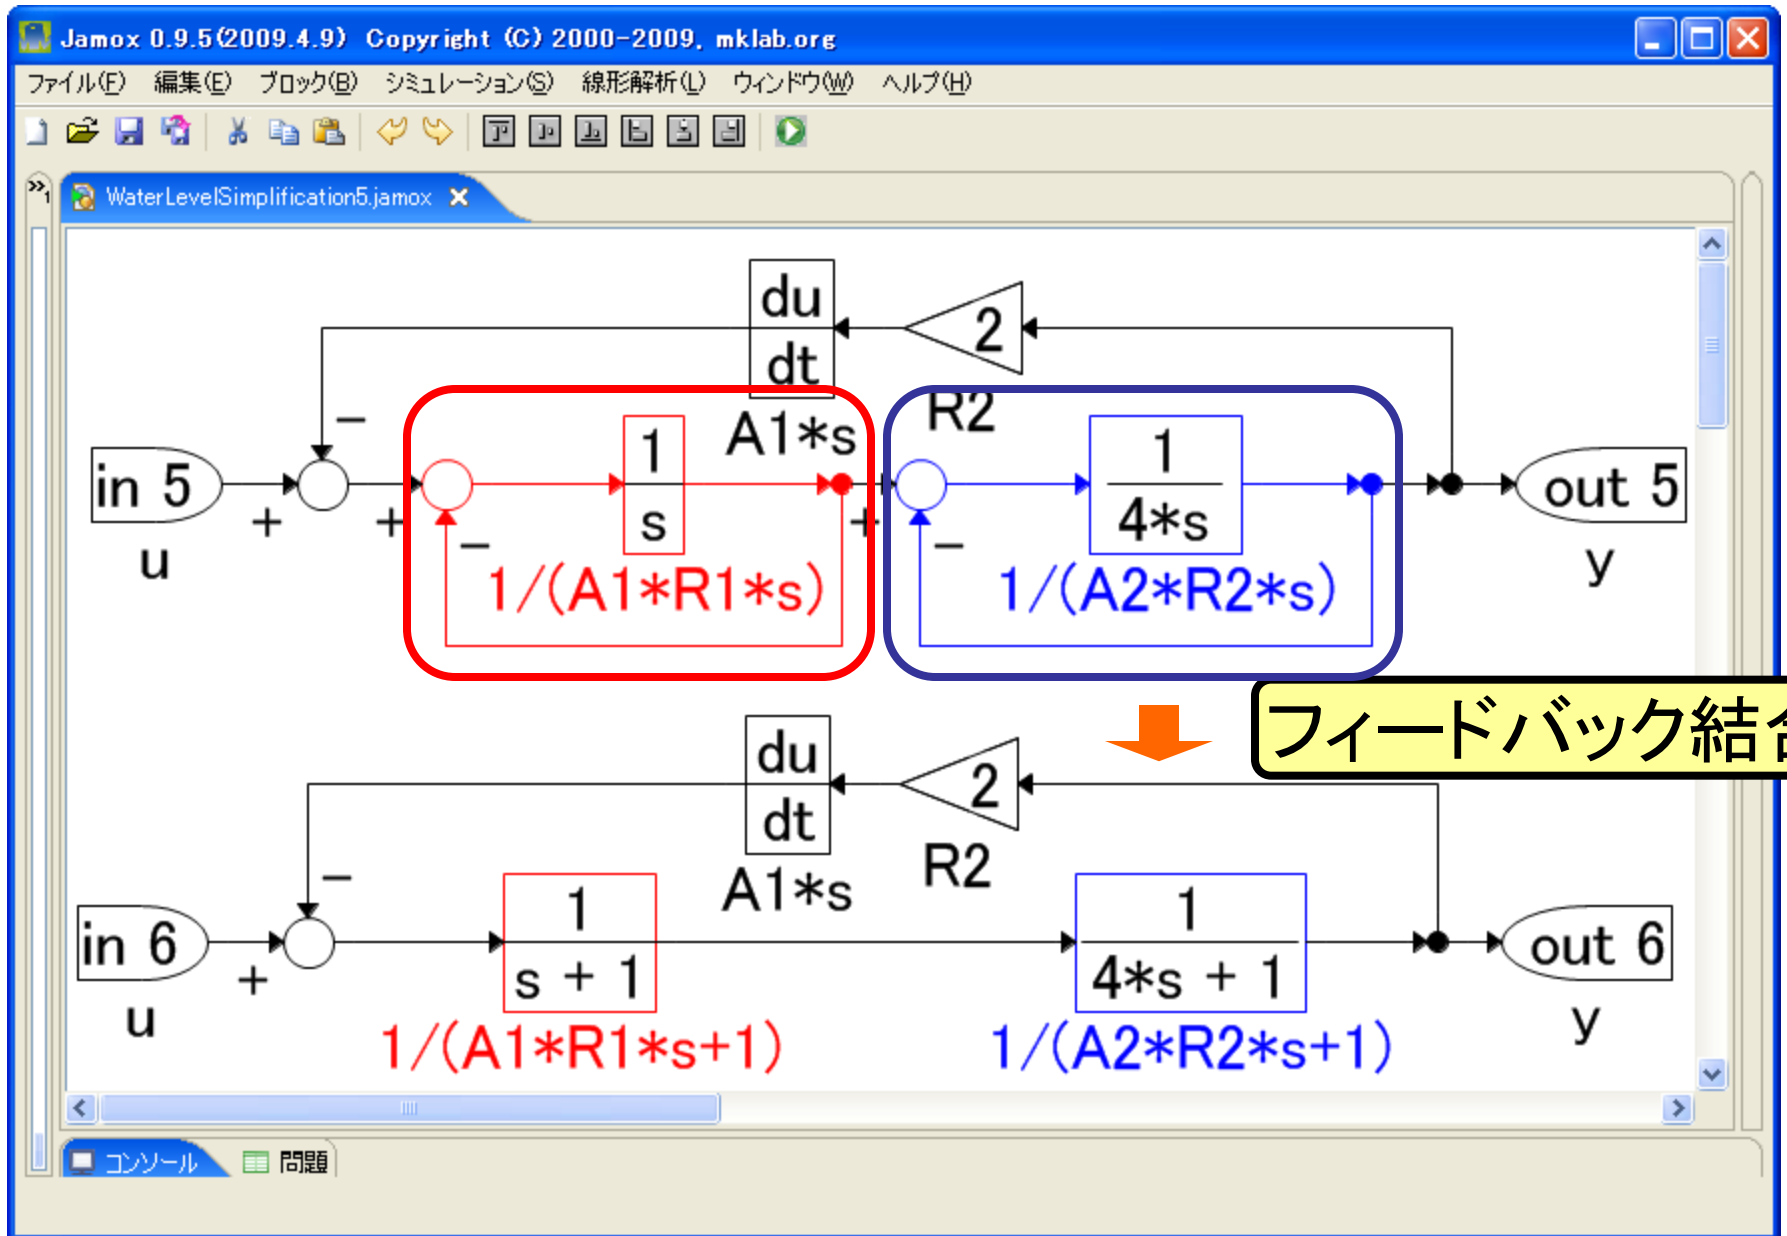 Jamox 0.9.5(2009.4.9) Copyright (C) 2000-2009, mklab.org
ファイル(F) 編集(E) ブロック(B) シミュレーション(S) 線形解析(L) ウィンドウ(W) ヘルプ(H)
»1 WaterLevelSimplification5.jamox
du
dt
A1*s
2
R2
−
in 5
u
+
+
−
1
s
1/(A1*R1*s)
+
−
1
4*s
1/(A2*R2*s)
out 5
y
フィードバック結合
du
dt
A1*s
2
R2
−
in 6
u
+
1
s + 1
1/(A1*R1*s+1)
1
4*s + 1
1/(A2*R2*s+1)
out 6
y
コンソール 問題